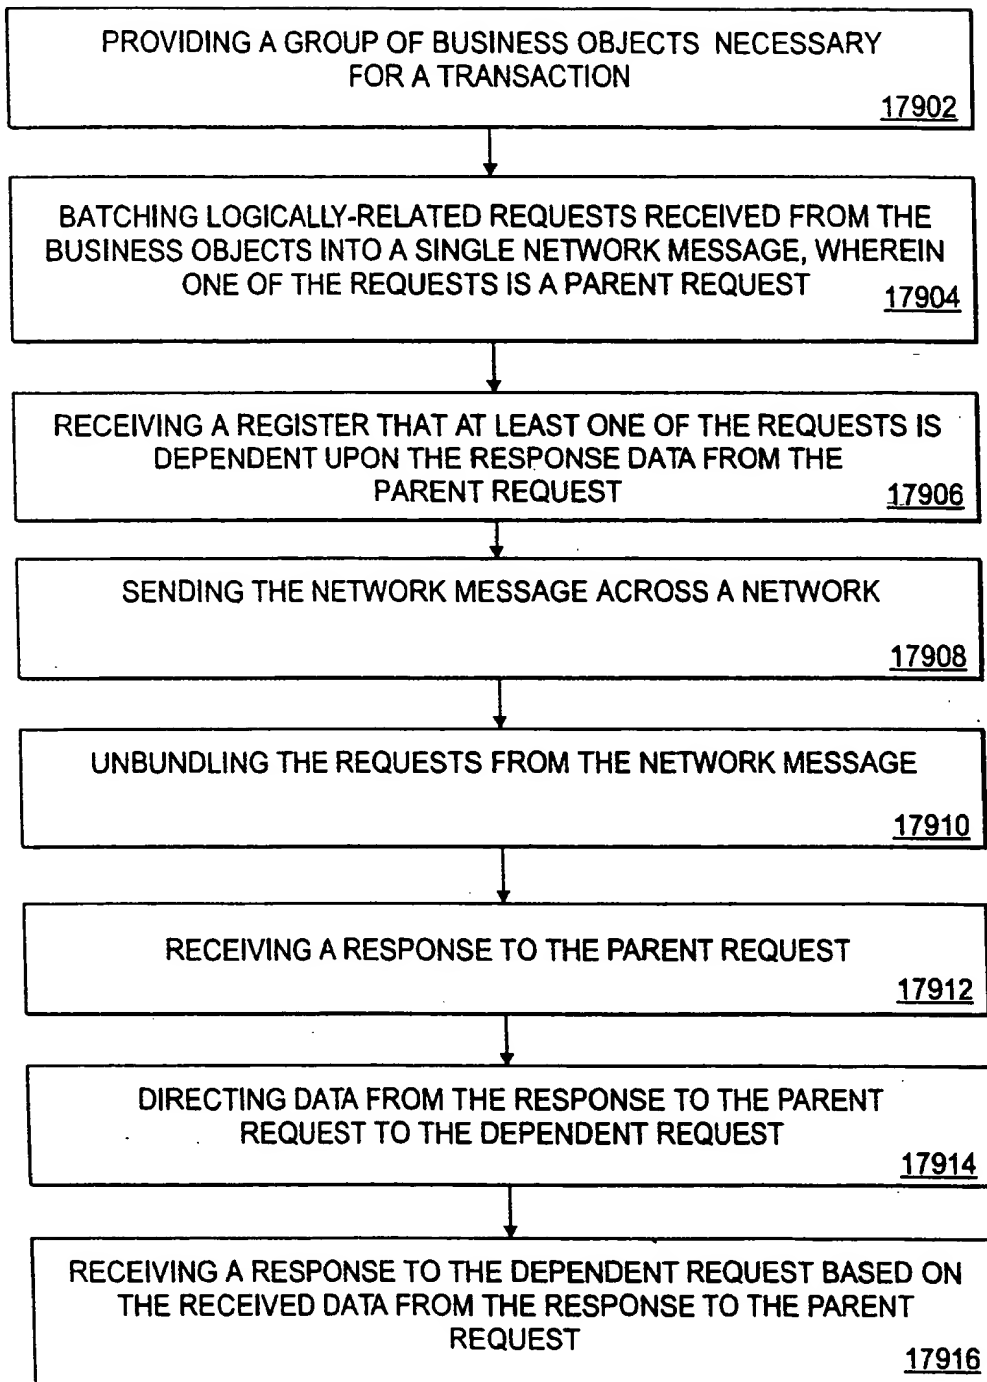 PROVIDING A GROUP OF BUSINESS OBJECTS NECESSARY
FOR A TRANSACTION
17902
BATCHING LOGICALLY-RELATED REQUESTS RECEIVED FROM THE
BUSINESS OBJECTS INTO A SINGLE NETWORK MESSAGE, WHEREIN
ONE OF THE REQUESTS IS A PARENT REQUEST
17904
RECEIVING A REGISTER THAT AT LEAST ONE OF THE REQUESTS IS
DEPENDENT UPON THE RESPONSE DATA FROM THE
PARENT REQUEST
17906
SENDING THE NETWORK MESSAGE ACROSS A NETWORK
17908
UNBUNDLING THE REQUESTS FROM THE NETWORK MESSAGE
17910
RECEIVING A RESPONSE TO THE PARENT REQUEST
17912
DIRECTING DATA FROM THE RESPONSE TO THE PARENT
REQUEST TO THE DEPENDENT REQUEST
17914
RECEIVING A RESPONSE TO THE DEPENDENT REQUEST BASED ON
THE RECEIVED DATA FROM THE RESPONSE TO THE PARENT
REQUEST
17916